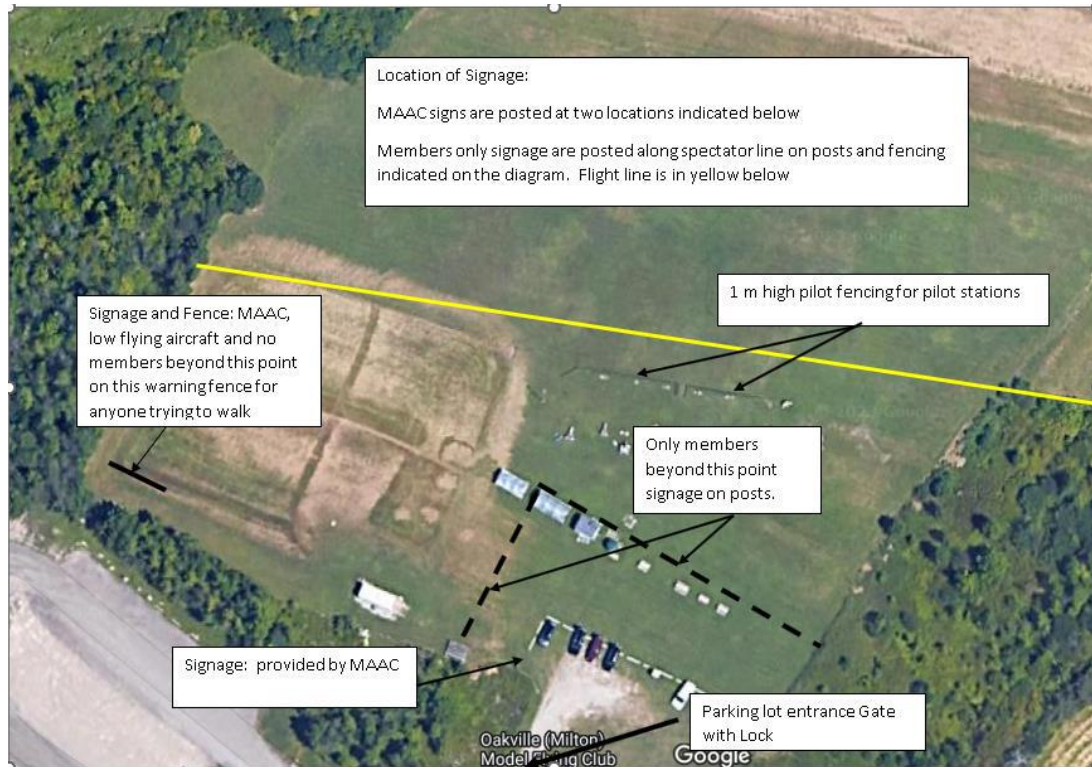 Location of Signage:
MAAC signs are posted at two locations indicated below
Members only signage are posted along spectator line on posts and fencing
indicated on the diagram.  Flight line is in yellow below
1 m high pilot fencing for pilot stations
Signage and Fence: MAAC,
low flying aircraft and no
members beyond this point
on this warning fence for
anyone trying to walk
Only members
beyond this point
signage on posts.
Signage:  provided by MAAC
Parking lot entrance Gate
with Lock
Oakville (Milton)
Model Flying Club
Google